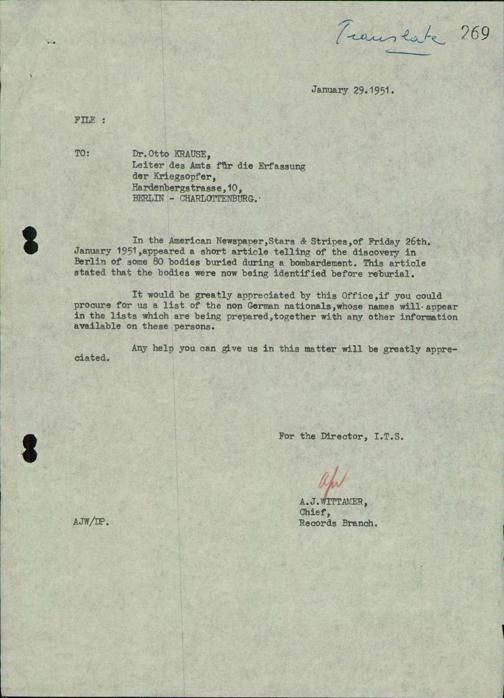 Translate 269
January 29.1951.
FILE :
TO: Dr.Otto KRAUSE,
Leiter des Amts für die Erfassung
der Kriegsopfer,
Hardenbergstrasse,10,
BERLIN - CHARLOTTENBURG.
In the American Newspaper,Stars & Stripes,of Friday 26th.
January 1951,appeared a short article telling of the discovery in
Berlin of some 80 bodies buried during a bombardement. This article
stated that the bodies were now being identified before reburial.
It would be greatly appreciated by this Office,if you could
procure for us a list of the non German nationals,whose names will appear
in the lists which are being prepared,together with any other information
available on these persons.
Any help you can give us in this matter will be greatly appre-
ciated.
For the Director, I.T.S.
A.J.WITTAMER,
Chief,
AJW/DP. Records Branch.